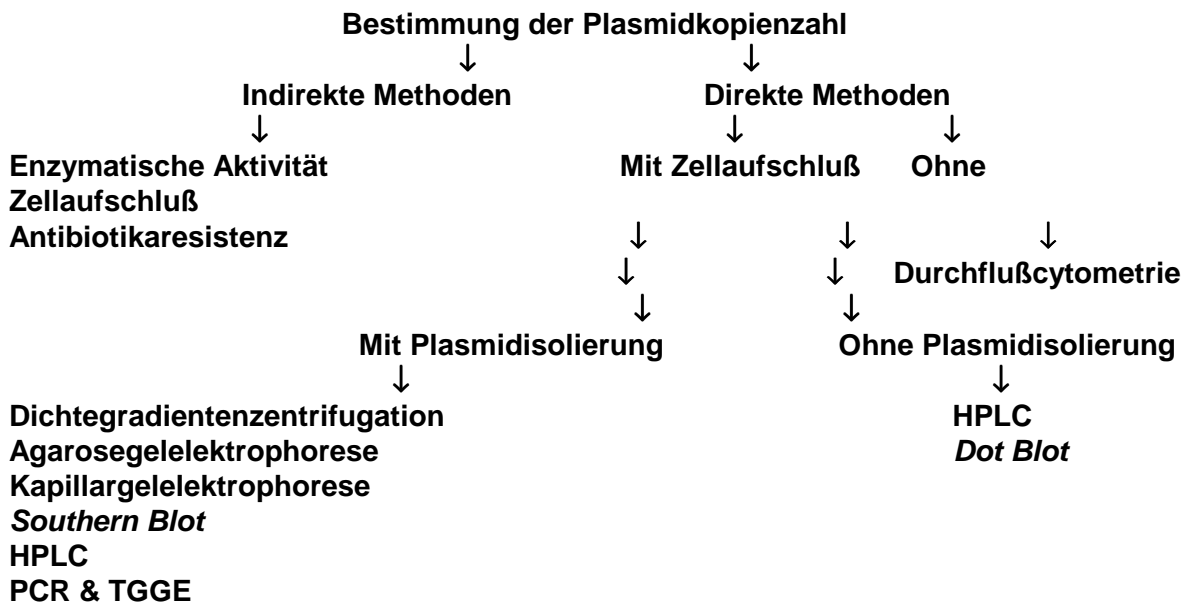 Bestimmung der Plasmidkopienzahl
↓ ↓
Indirekte Methoden Direkte Methoden
↓ ↓ ↓
Enzymatische Aktivität Mit Zellaufschluß Ohne
Zellaufschluß
Antibiotikaresistenz ↓ ↓ ↓
↓ ↓ Durchflußcytometrie
↓ ↓
Mit Plasmidisolierung Ohne Plasmidisolierung
↓ ↓
Dichtegradientenzentrifugation HPLC
Agarosegelelektrophorese Dot Blot
Kapillargelelektrophorese
Southern Blot
HPLC
PCR & TGGE